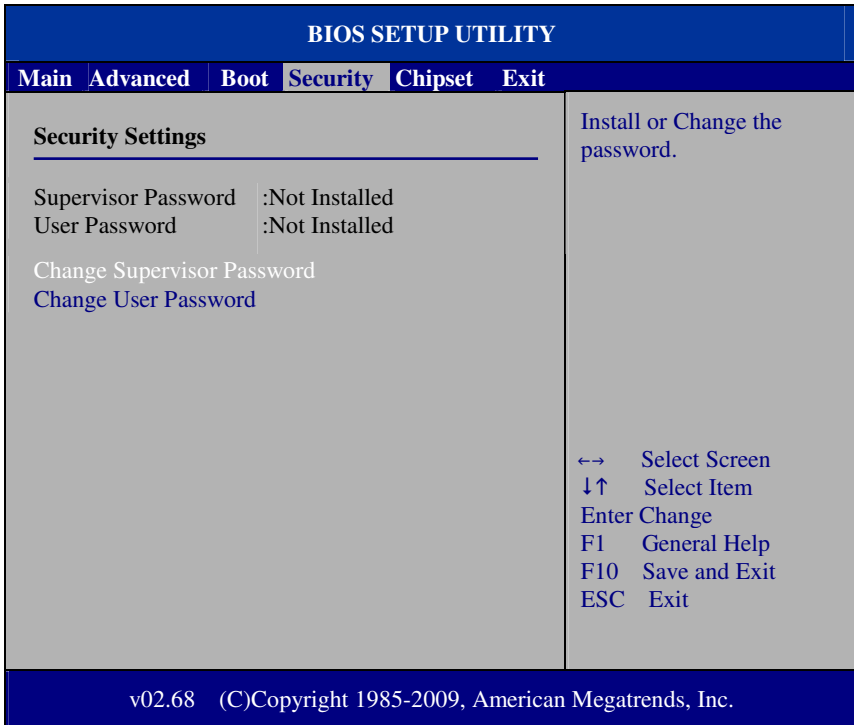 BIOS SETUP UTILITY
Main Advanced Boot Security Chipset Exit
Security Settings
Supervisor Password :Not Installed
User Password :Not Installed
Change Supervisor Password
Change User Password
Install or Change the
password.
←→ Select Screen
↓↑ Select Item
Enter Change
F1 General Help
F10 Save and Exit
ESC Exit
v02.68 (C)Copyright 1985-2009, American Megatrends, Inc.